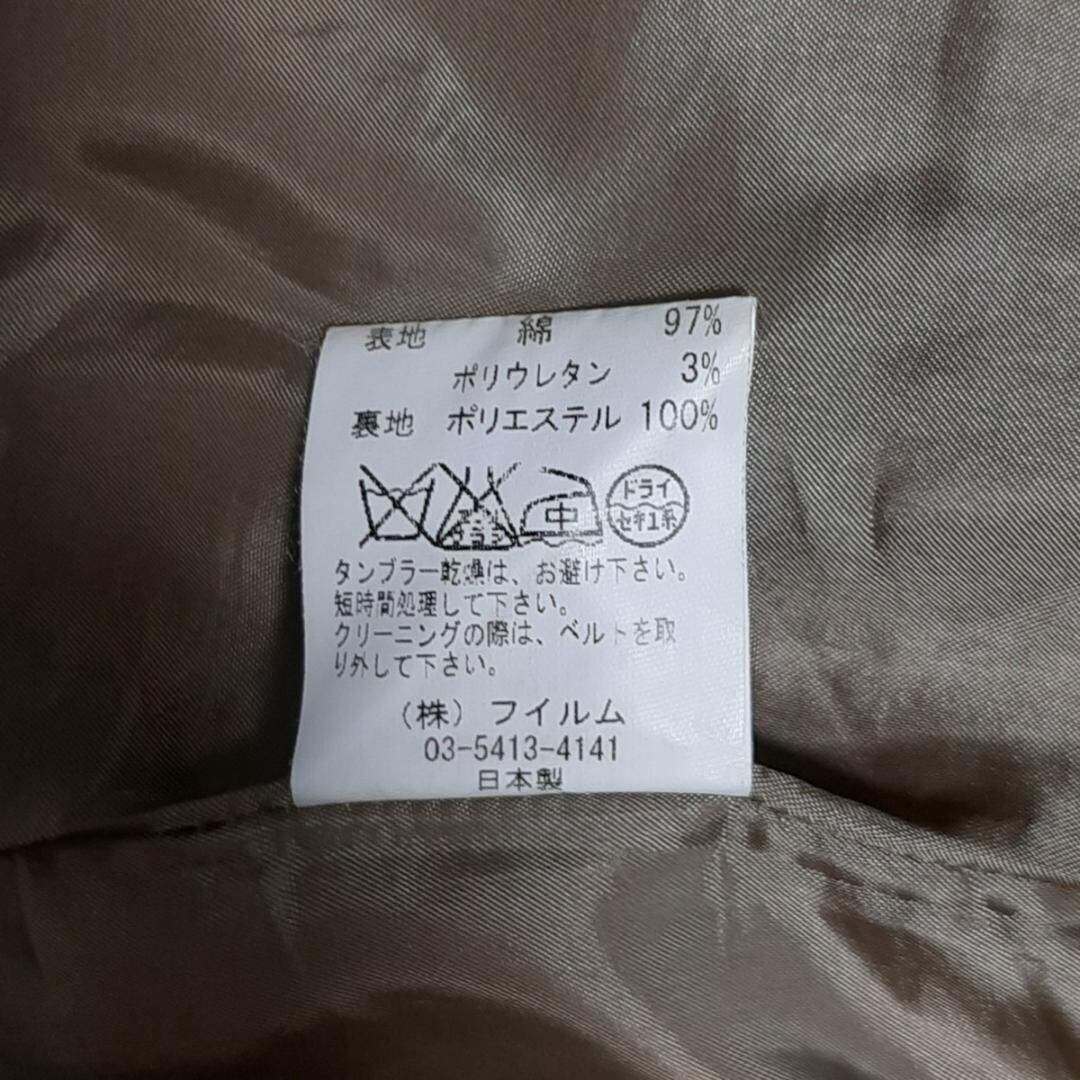 表地 綿 97%
ポリウレタン 3%
裏地 ポリエステル 100%
中 ドライ
セキユ系
タンブラー乾燥は、お避け下さい。
短時間処理して下さい。
クリーニングの際は、ベルトを取
り外して下さい。
(株) フイルム
03-5413-4141
日本製